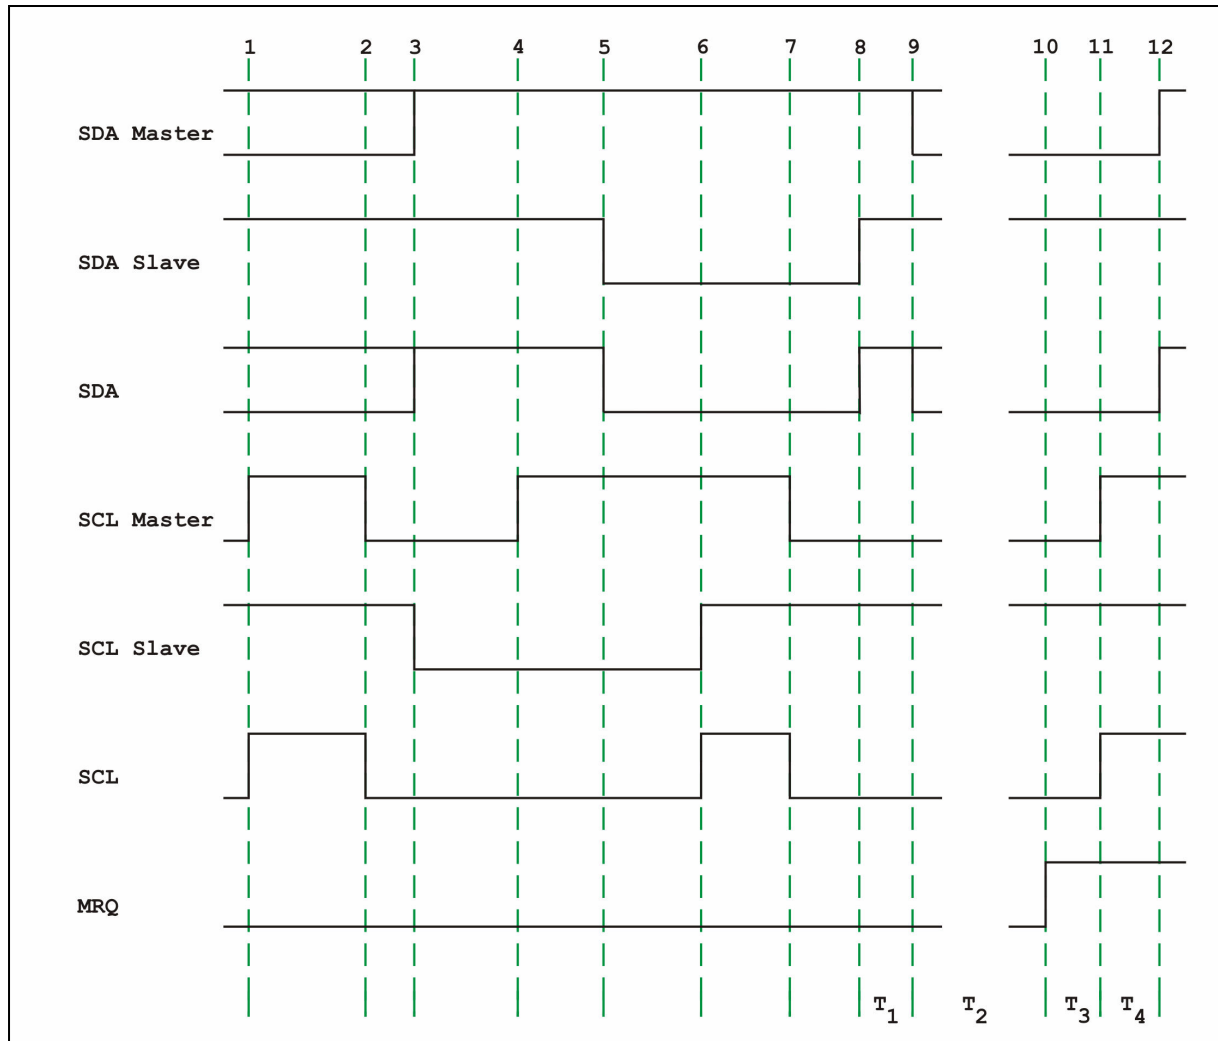 1 2 3 4 5 6 7 8 9 10 11 12
SDA Master
SDA Slave
SDA
SCL Master
SCL Slave
SCL
MRQ
T1 T2 T3 T4